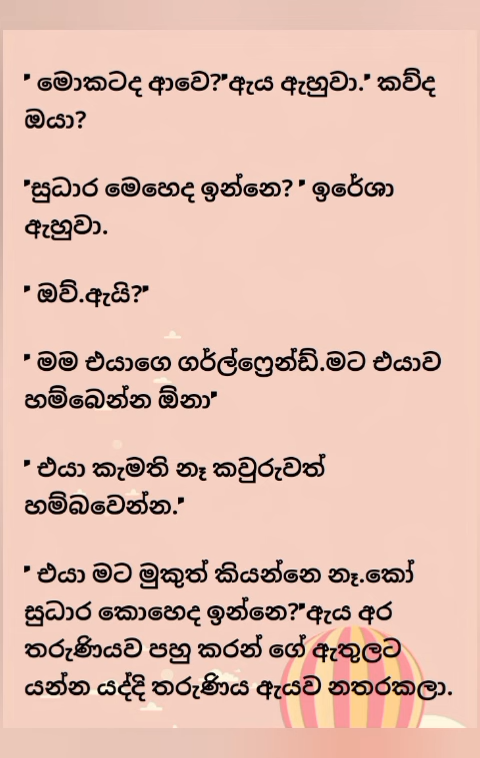 " මොකටද ආවෙ?"ඇය ඇහුවා." කව්ද
ඔයා?
"සුධාර මෙහෙද ඉන්නෙ? " ඉරේශා
ඇහුවා.
" ඔව්.ඇයි?"
" මම එයාගෙ ගර්ල්ෆ්‍රෙන්ඩ්.මට එයාව
හම්බෙන්න ඕනා"
" එයා කැමති නෑ කවුරුවත්
හම්බවෙන්න."
" එයා මට මුකුත් කියන්නෙ නෑ.කෝ
සුධාර කොහෙද ඉන්නෙ?"ඇය අර
තරුණියව පහු කරන් ගේ ඇතුලට
යන්න යද්දි තරුණිය ඇයව නතරකලා.